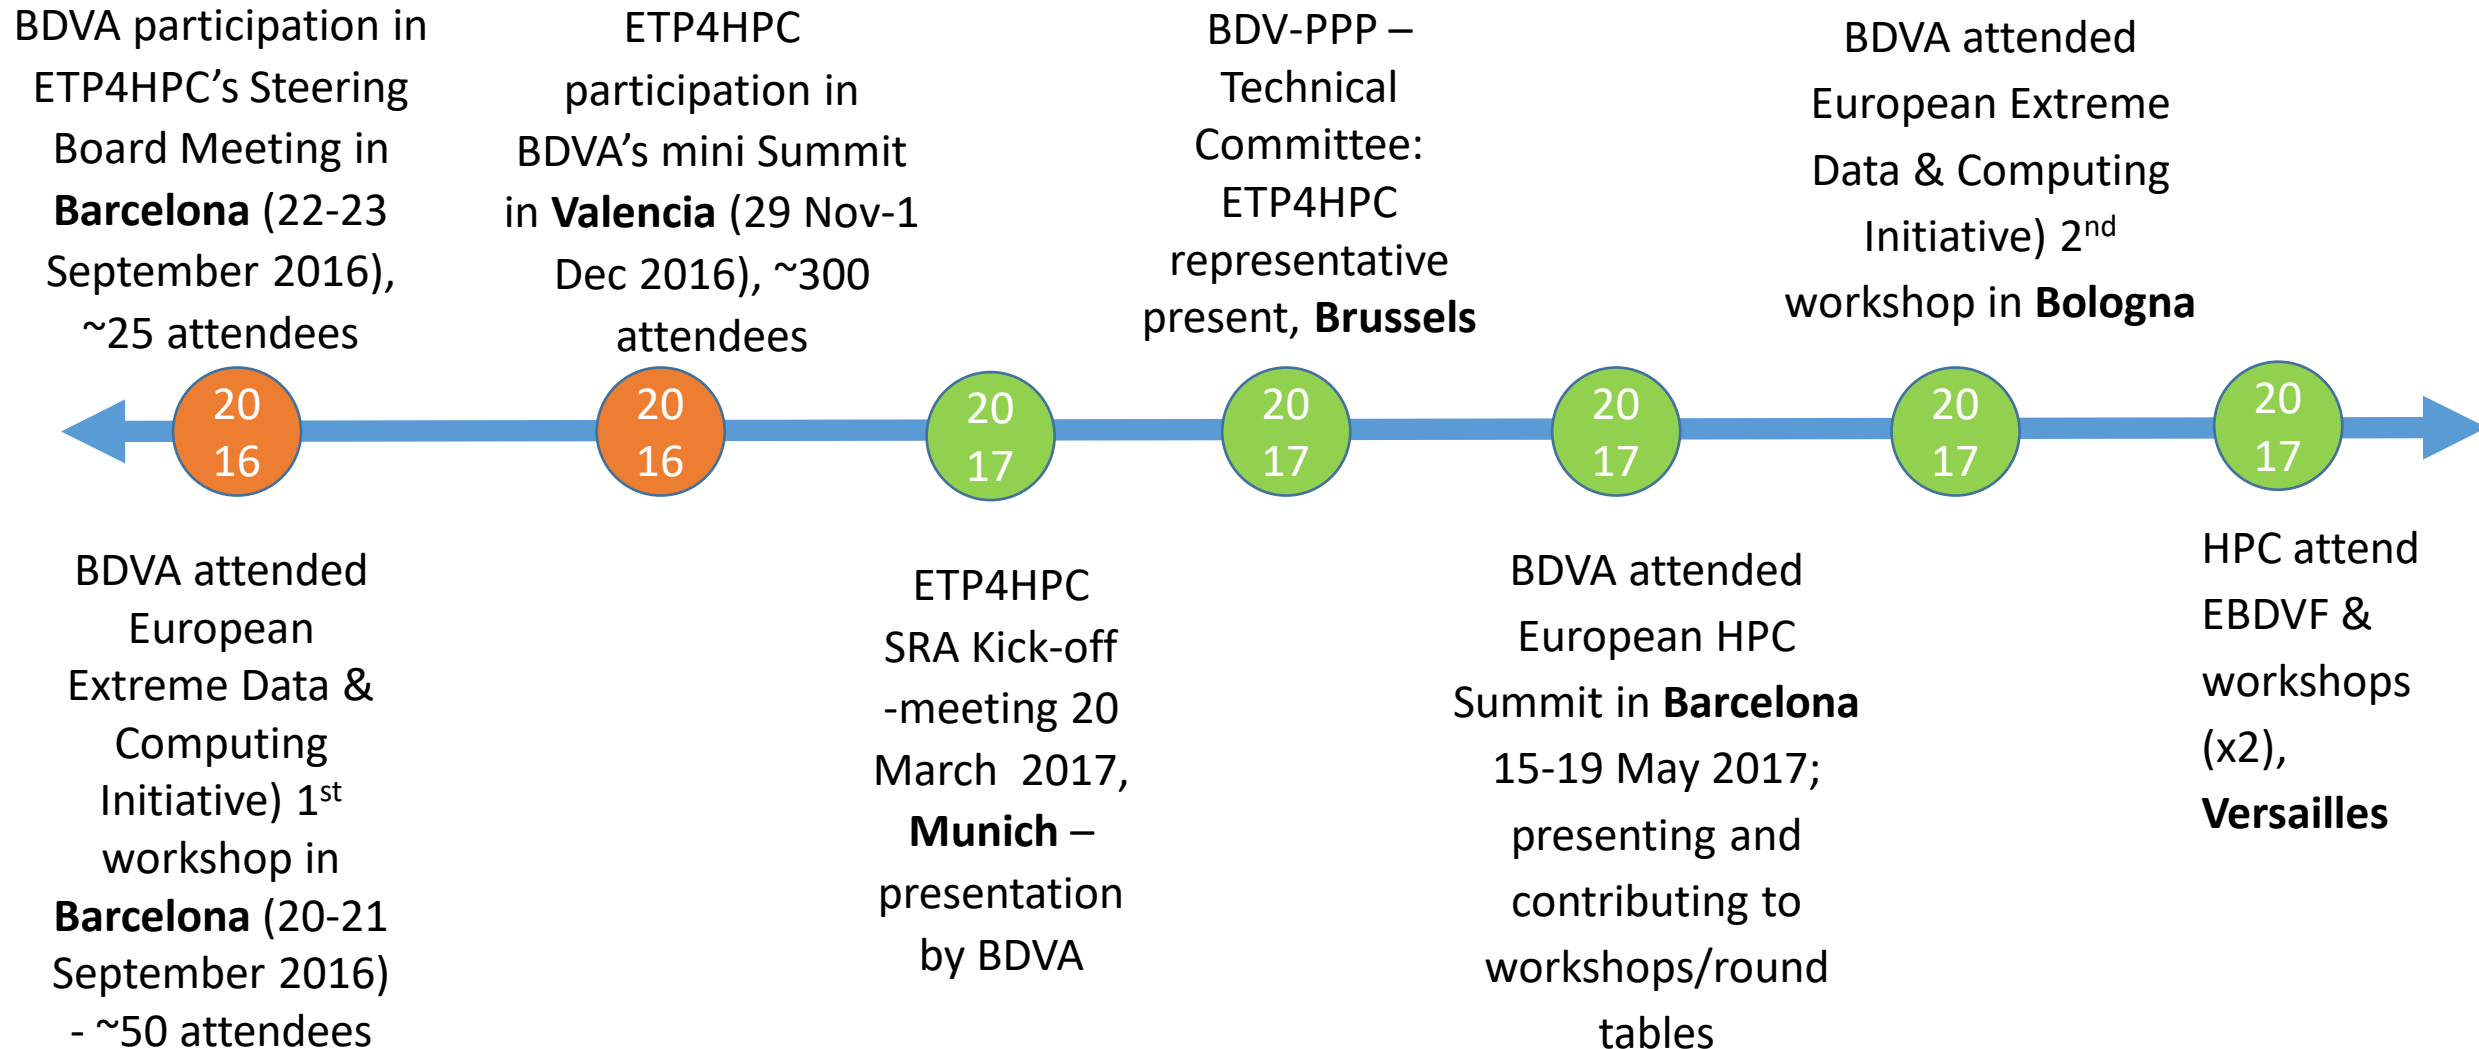 BDVA participation in
ETP4HPC’s Steering
Board Meeting in
Barcelona (22-23
September 2016),
~25 attendees
ETP4HPC
participation in
BDVA’s mini Summit
in Valencia (29 Nov-1
Dec 2016), ~300
attendees
BDV-PPP –
Technical
Committee:
ETP4HPC
representative
present, Brussels
BDVA attended
European Extreme
Data & Computing
Initiative) 2nd
workshop in Bologna
20
16
20
16
20
17
20
17
20
17
20
17
20
17
BDVA attended
European
Extreme Data &
Computing
Initiative) 1st
workshop in
Barcelona (20-21
September 2016)
- ~50 attendees
ETP4HPC
SRA Kick-off
-meeting 20
March  2017,
Munich –
presentation
by BDVA
BDVA attended
European HPC
Summit in Barcelona
15-19 May 2017;
presenting and
contributing to
workshops/round
tables
HPC attend
EBDVF &
workshops
(x2),
Versailles